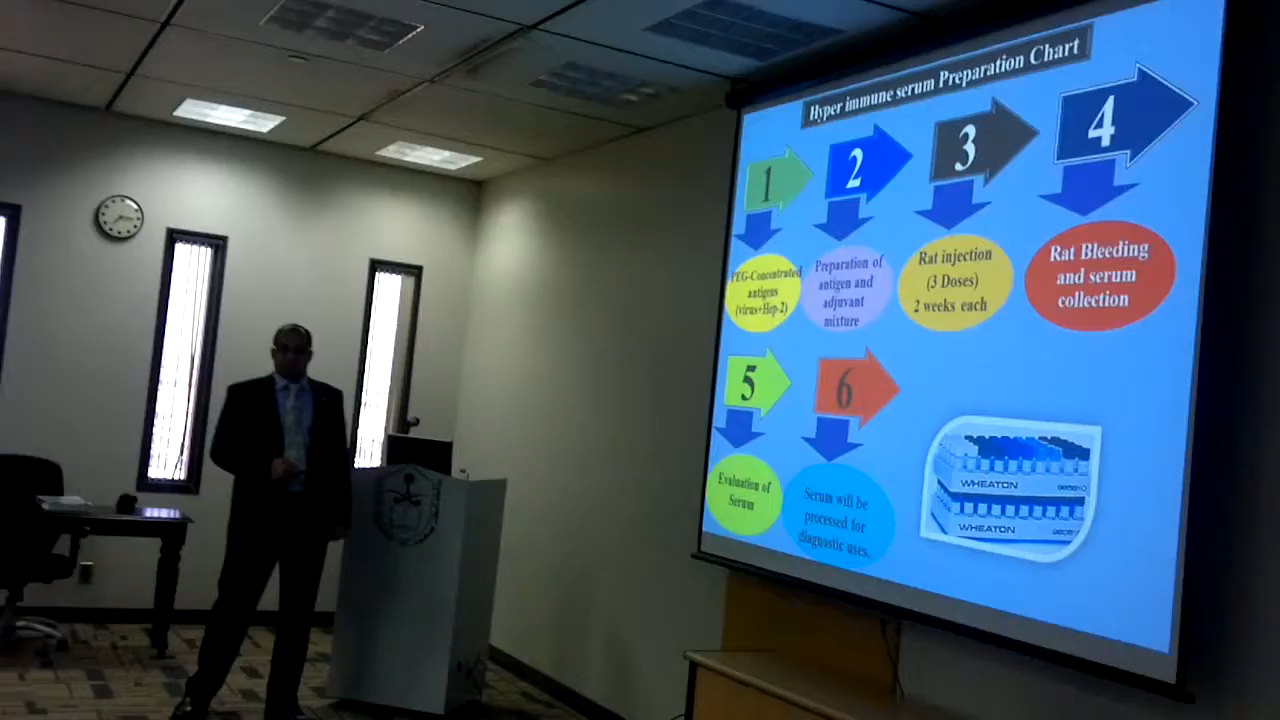 Hyper immune serum Preparation Chart
1
2
3
4
PEG-Concentrated
antigens
(virus+Hep-2)
Preparation of
antigen and
adjuvant
mixture
Rat injection
(3 Doses)
2 weeks each
Rat Bleeding
and serum
collection
5
6
Evaluation of
Serum
Serum will be
processed for
diagnostic uses.
WHEATON
WHEATON